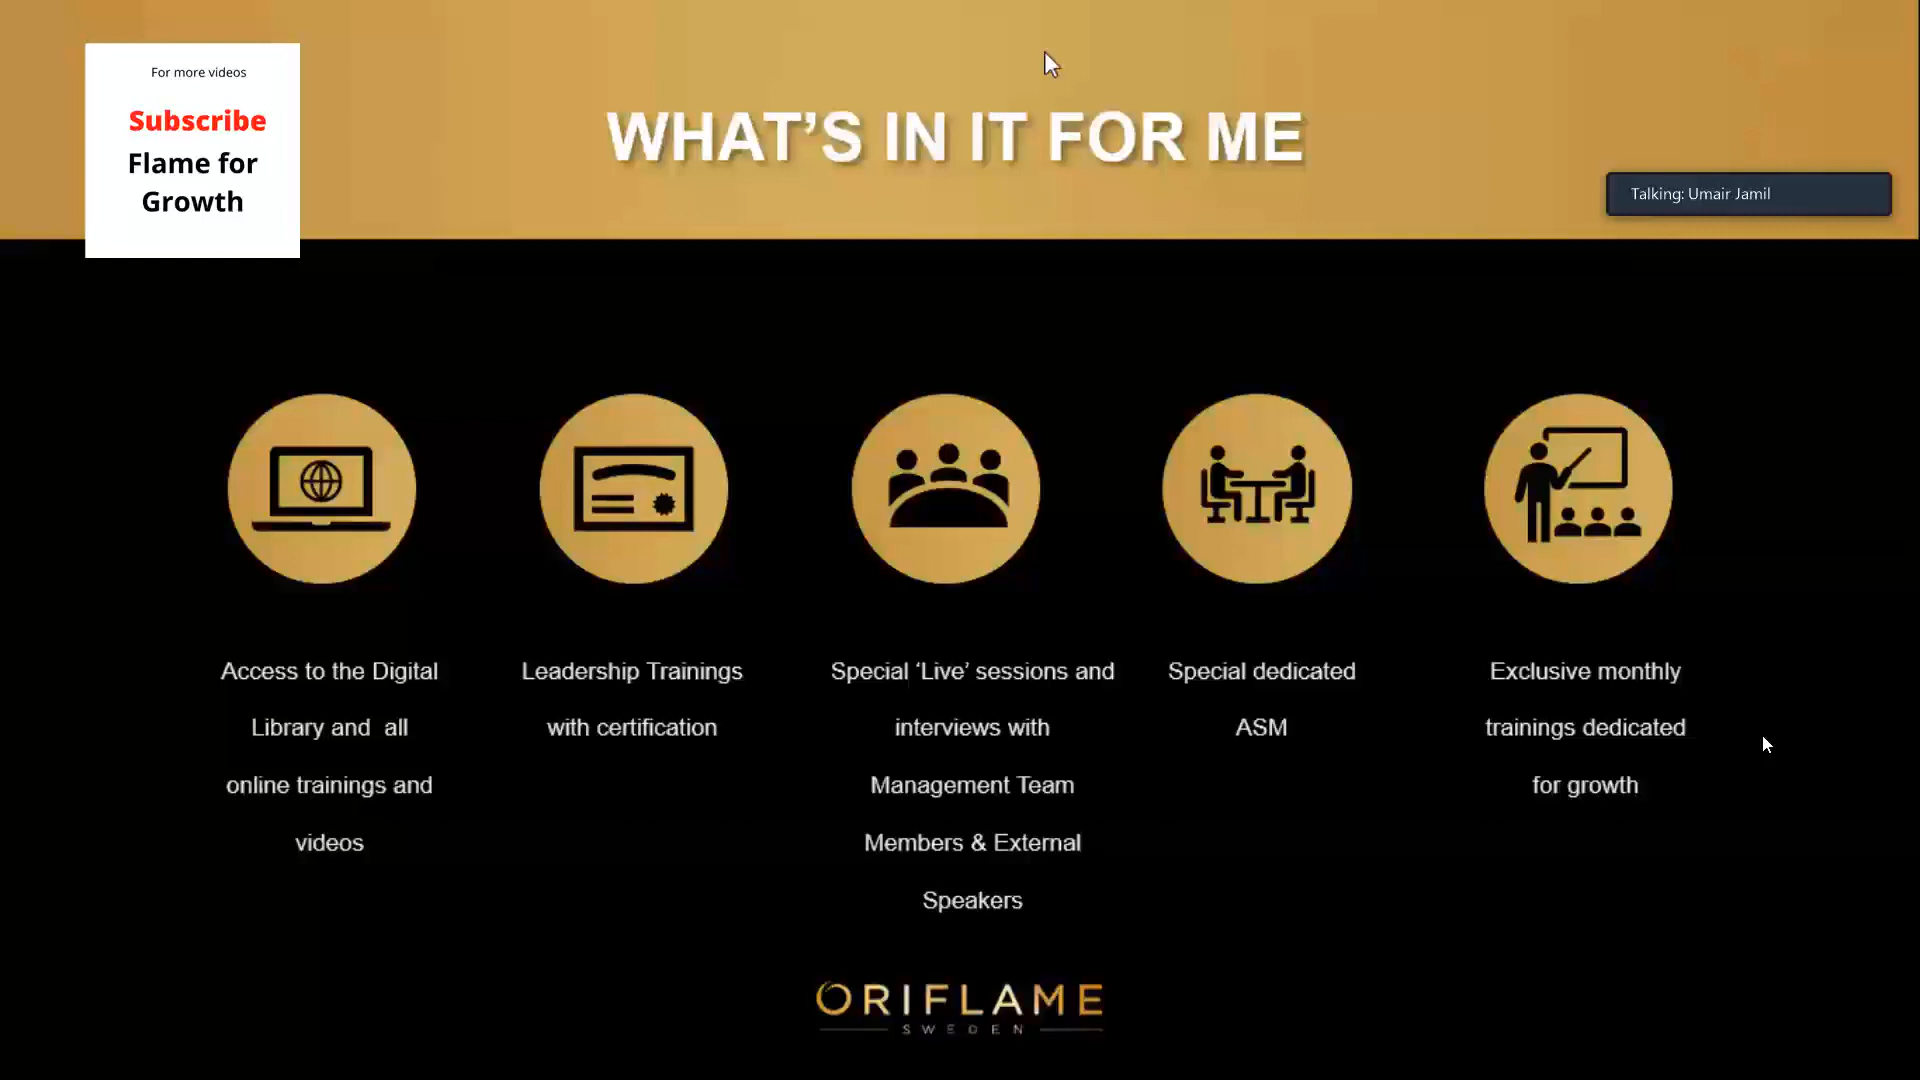 For more videos
Subscribe
Flame for
Growth
WHAT’S IN IT FOR ME
Talking: Umair Jamil
Access to the Digital
Library and all
online trainings and
videos
Leadership Trainings
with certification
Special ‘Live’ sessions and
interviews with
Management Team
Members & External
Speakers
Special dedicated
ASM
Exclusive monthly
trainings dedicated
for growth
ORIFLAME
SWEDEN